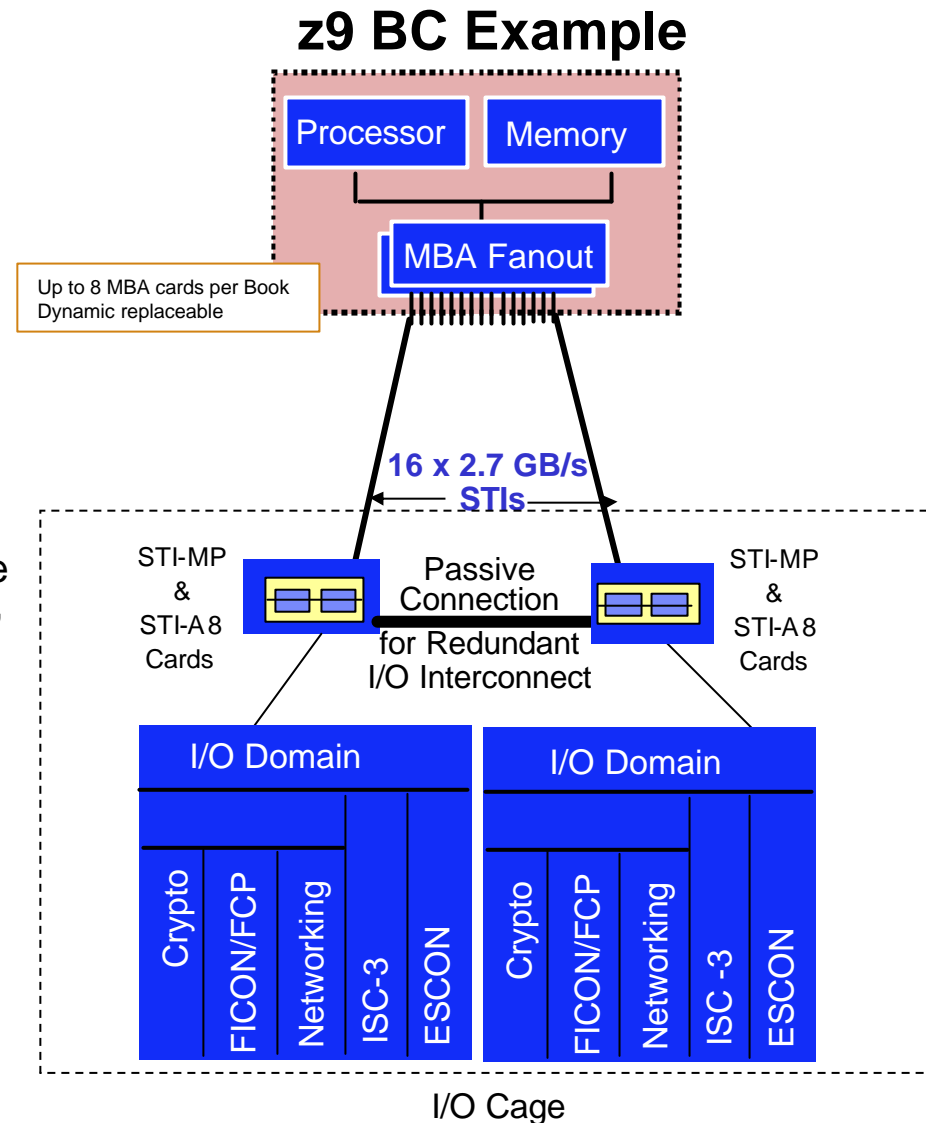 z9 BC Example
Processor
Memory
MBA Fanout
Up to 8 MBA cards per Book
Dynamic replaceable
16 x 2.7 GB/s
STIs
STI-MP
&
STI-A8
Cards
Passive
Connection
for Redundant
I/O Interconnect
STI-MP
&
STI-A8
Cards
e
I/O Domain
Crypto
FICON/FCP
Networking
ISC-3
ESCON
I/O Domain
Crypto
FICON/FCP
Networking
ISC -3
ESCON
I/O Cage